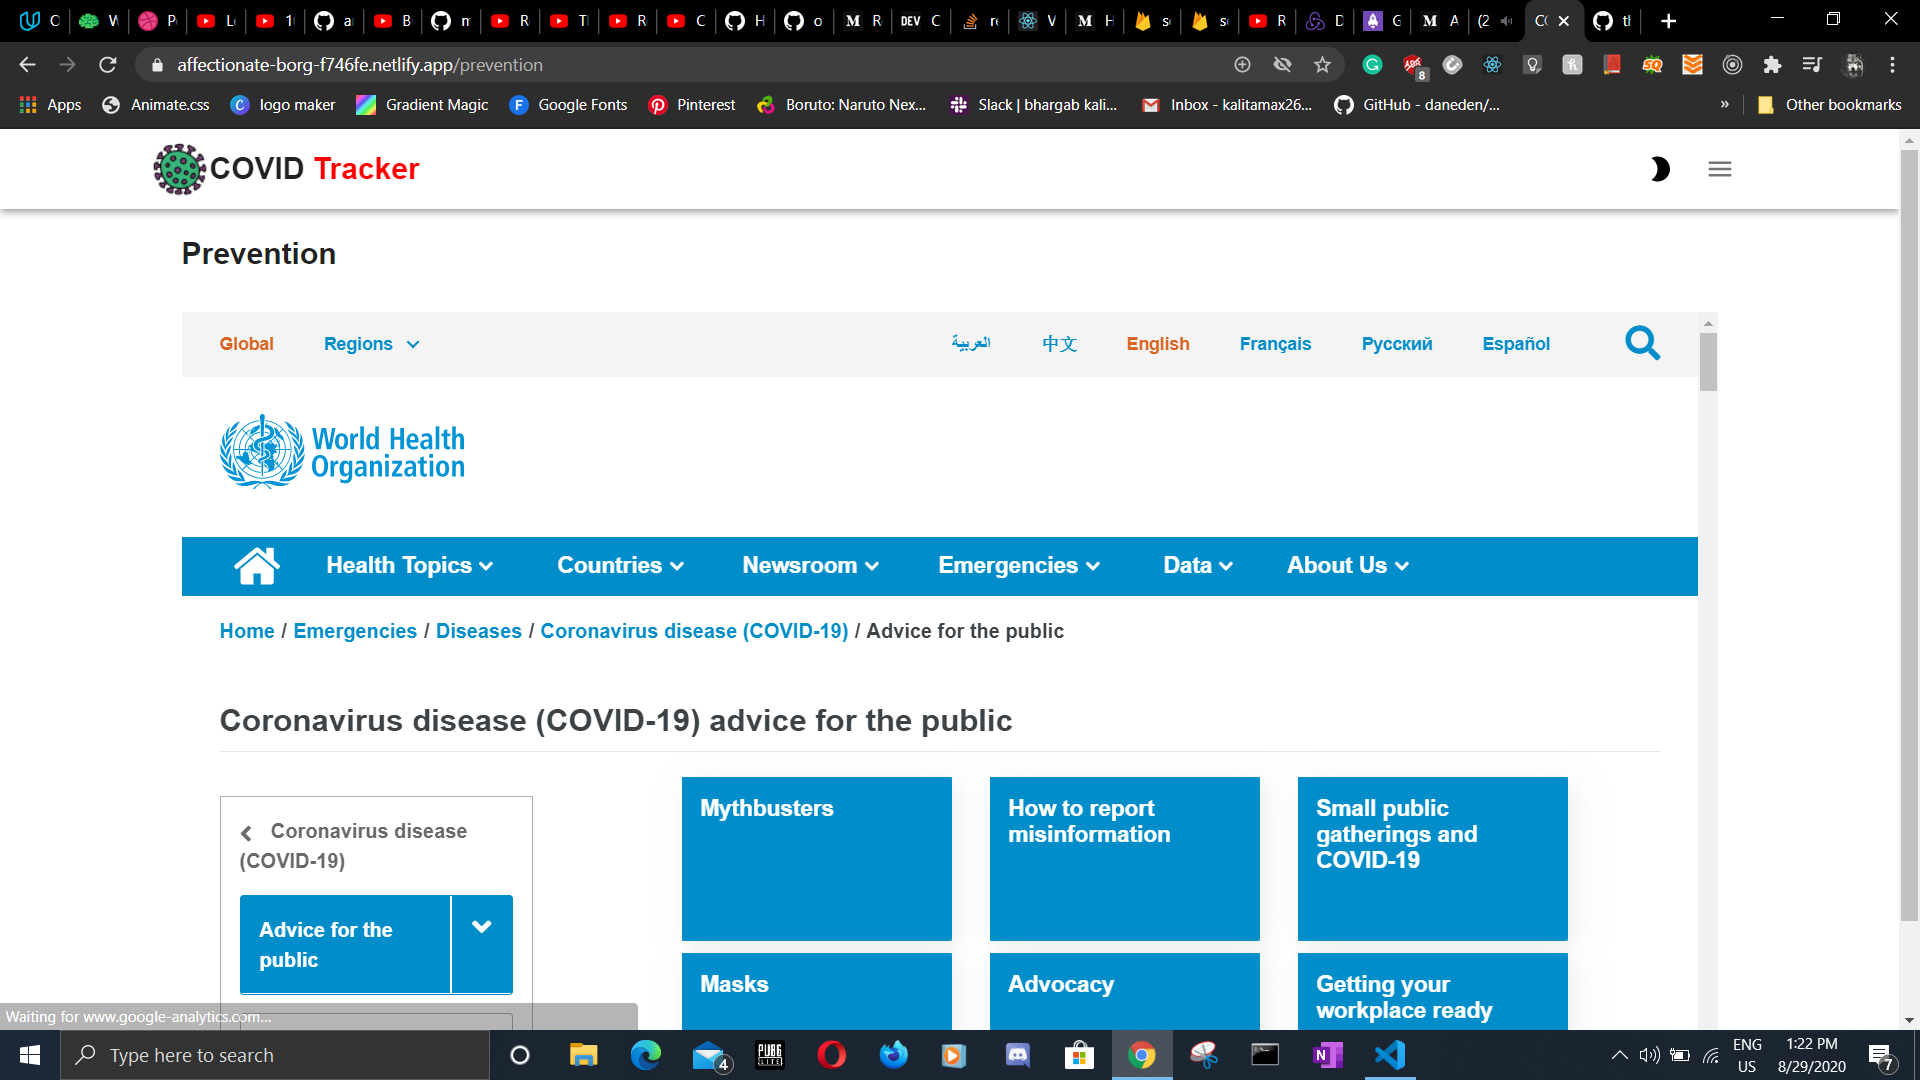 affectionate-borg-f746fe.netlify.app/prevention
8
Apps
Animate.css
logo maker
Gradient Magic
Google Fonts
Pinterest
Boruto: Naruto Nex...
Slack | bhargab kali...
Inbox - kalitamax26...
GitHub - daneden/...
»
Other bookmarks
COVID Tracker
Prevention
Global
Regions
العربية
中文
English
Français
Русский
Español
World Health
Organization
Health Topics
Countries
Newsroom
Emergencies
Data
About Us
Home / Emergencies / Diseases / Coronavirus disease (COVID-19) / Advice for the public
Coronavirus disease (COVID-19) advice for the public
Coronavirus disease
(COVID-19)
Advice for the
public
Mythbusters
How to report
misinformation
Small public
gatherings and
COVID-19
Masks
Advocacy
Getting your
workplace ready
Waiting for www.google-analytics.com...
Type here to search
4
PUBG
LITE
ENG
US
1:22 PM
8/29/2020
7